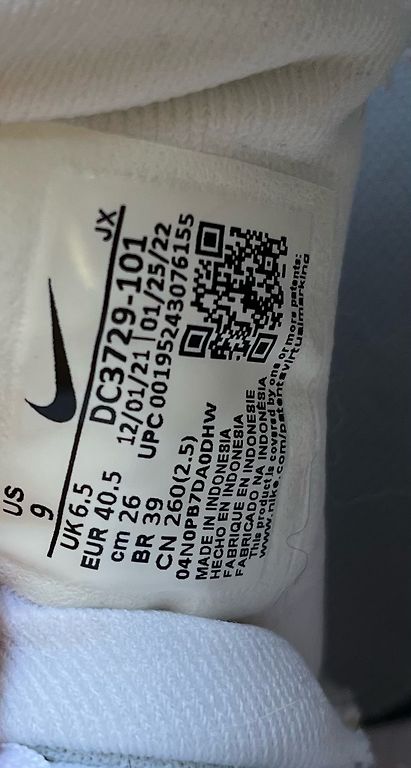 JX
DC3729-101
12/01/21 | 01/25/22
UPC 00195243076155
US
9
UK 6.5
EUR 40.5
cm 26
BR 39
CN 260(2.5)
04N0PB7DA0DHW
MADE IN INDONESIA
HECHO EN INDONESIA
FABRIQUE EN INDONESIE
FABRICADO NA INDONÉSIA
This product is covered by one or more patents:
www.nike.com/patentsvirtualmarking